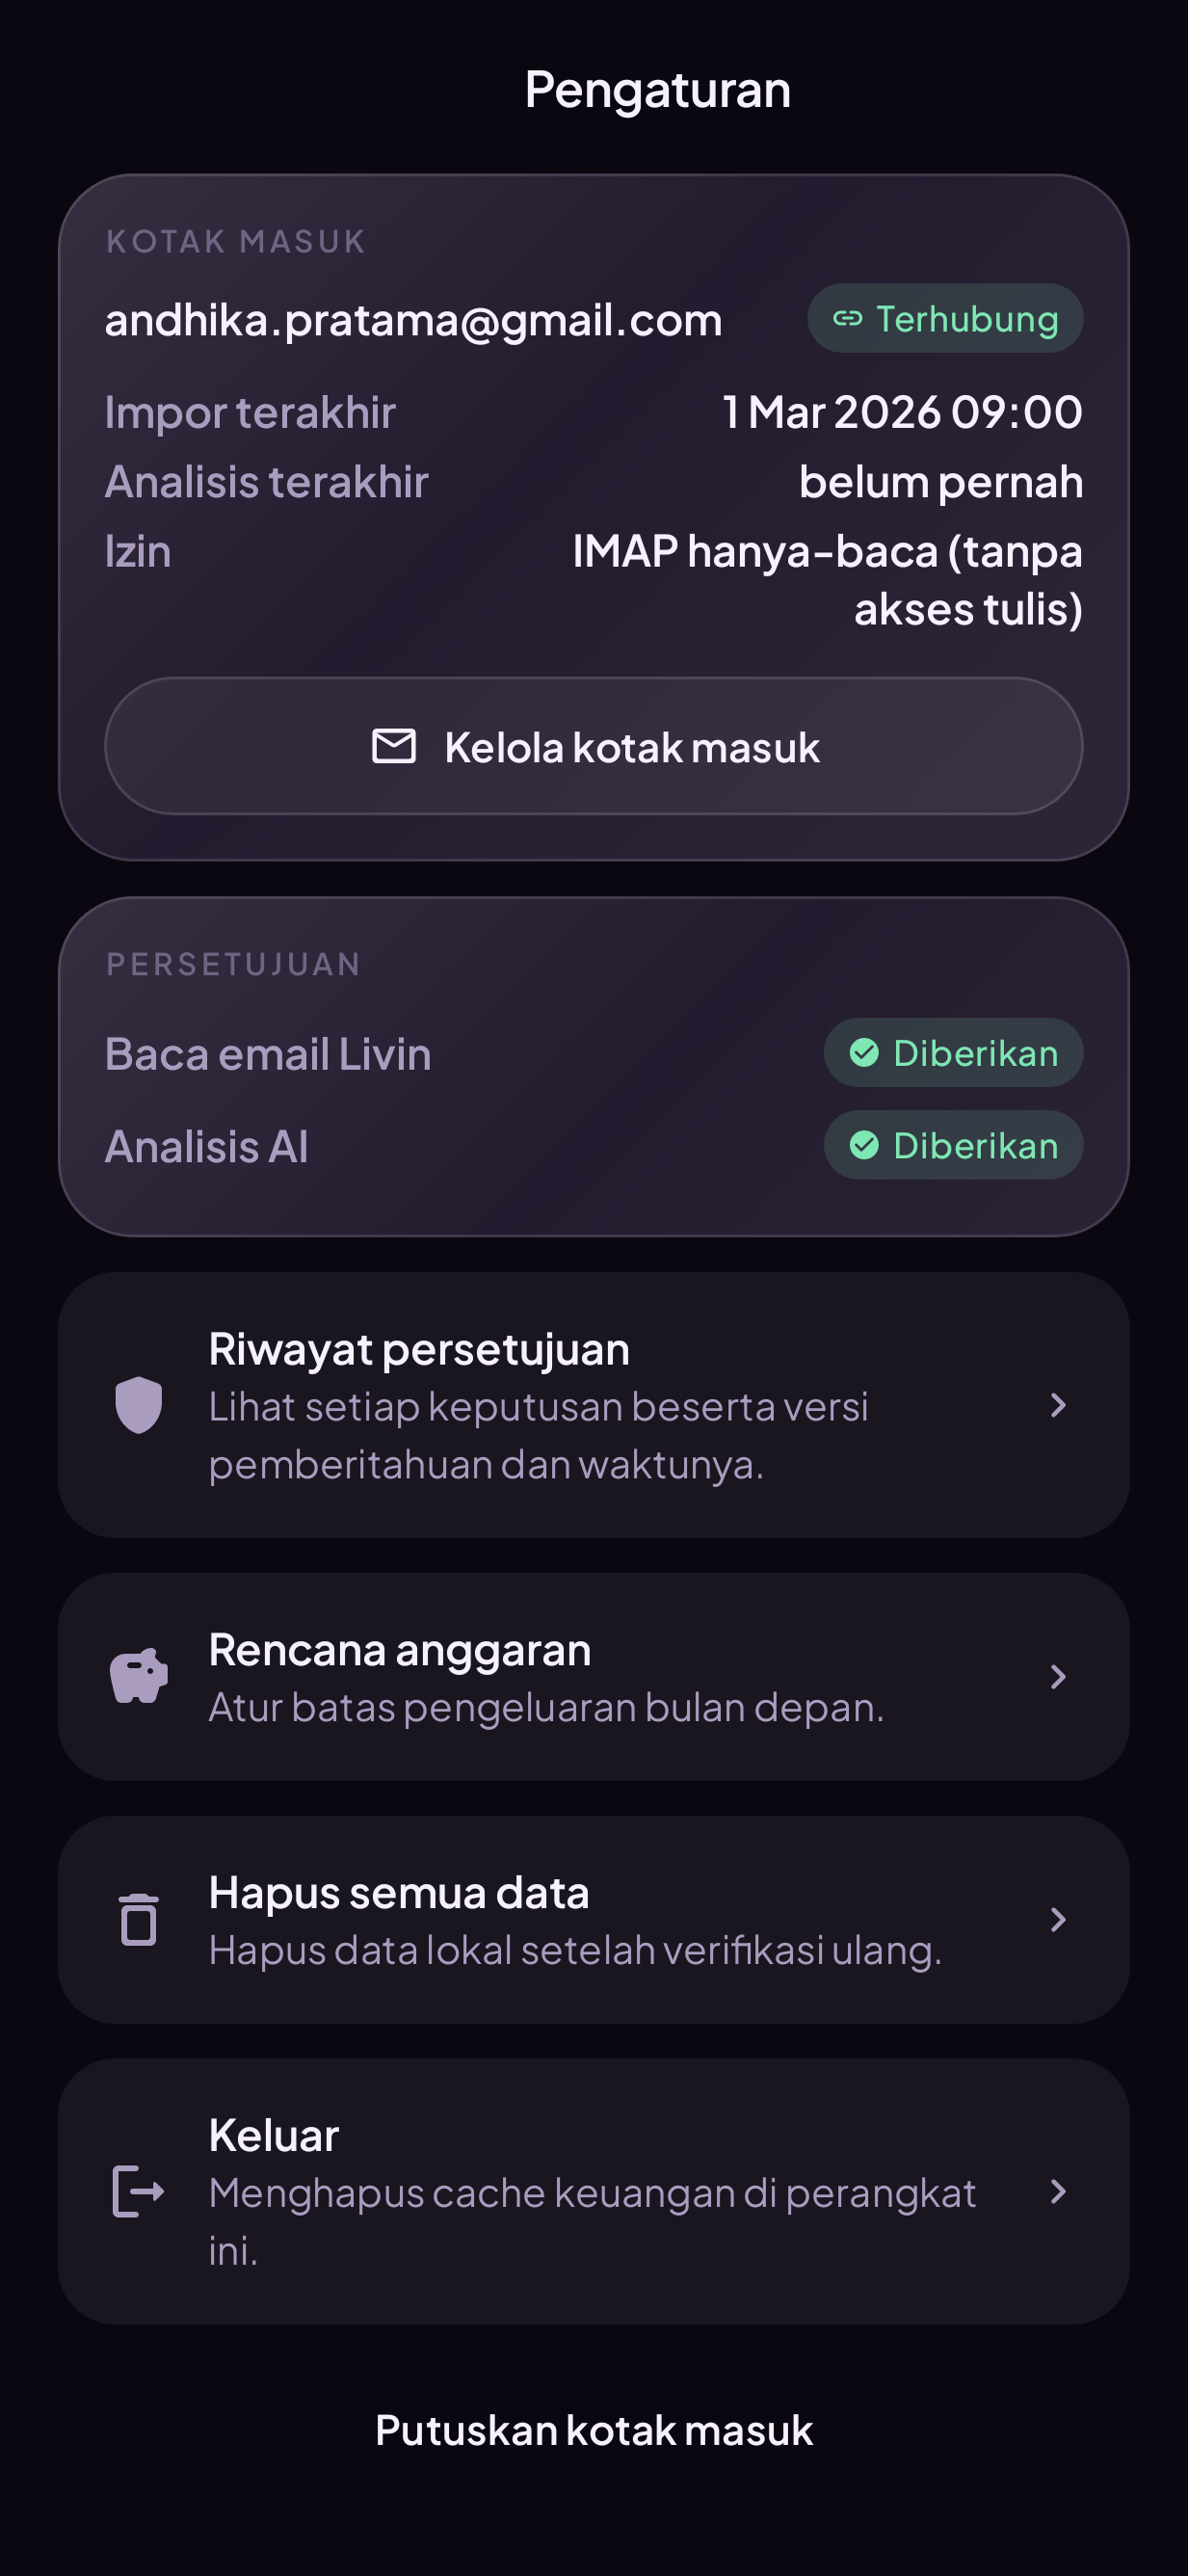 Pengaturan
KOTAK MASUK
andhika.pratama@gmail.com
Terhubung
Impor terakhir
1 Mar 2026 09:00
Analisis terakhir
belum pernah
Izin
IMAP hanya-baca (tanpa
akses tulis)
Kelola kotak masuk
PERSETUJUAN
Baca email Livin
Diberikan
Analisis AI
Diberikan
Riwayat persetujuan
Lihat setiap keputusan beserta versi
pemberitahuan dan waktunya.
Rencana anggaran
Atur batas pengeluaran bulan depan.
Hapus semua data
Hapus data lokal setelah verifikasi ulang.
Keluar
Menghapus cache keuangan di perangkat
ini.
Putuskan kotak masuk